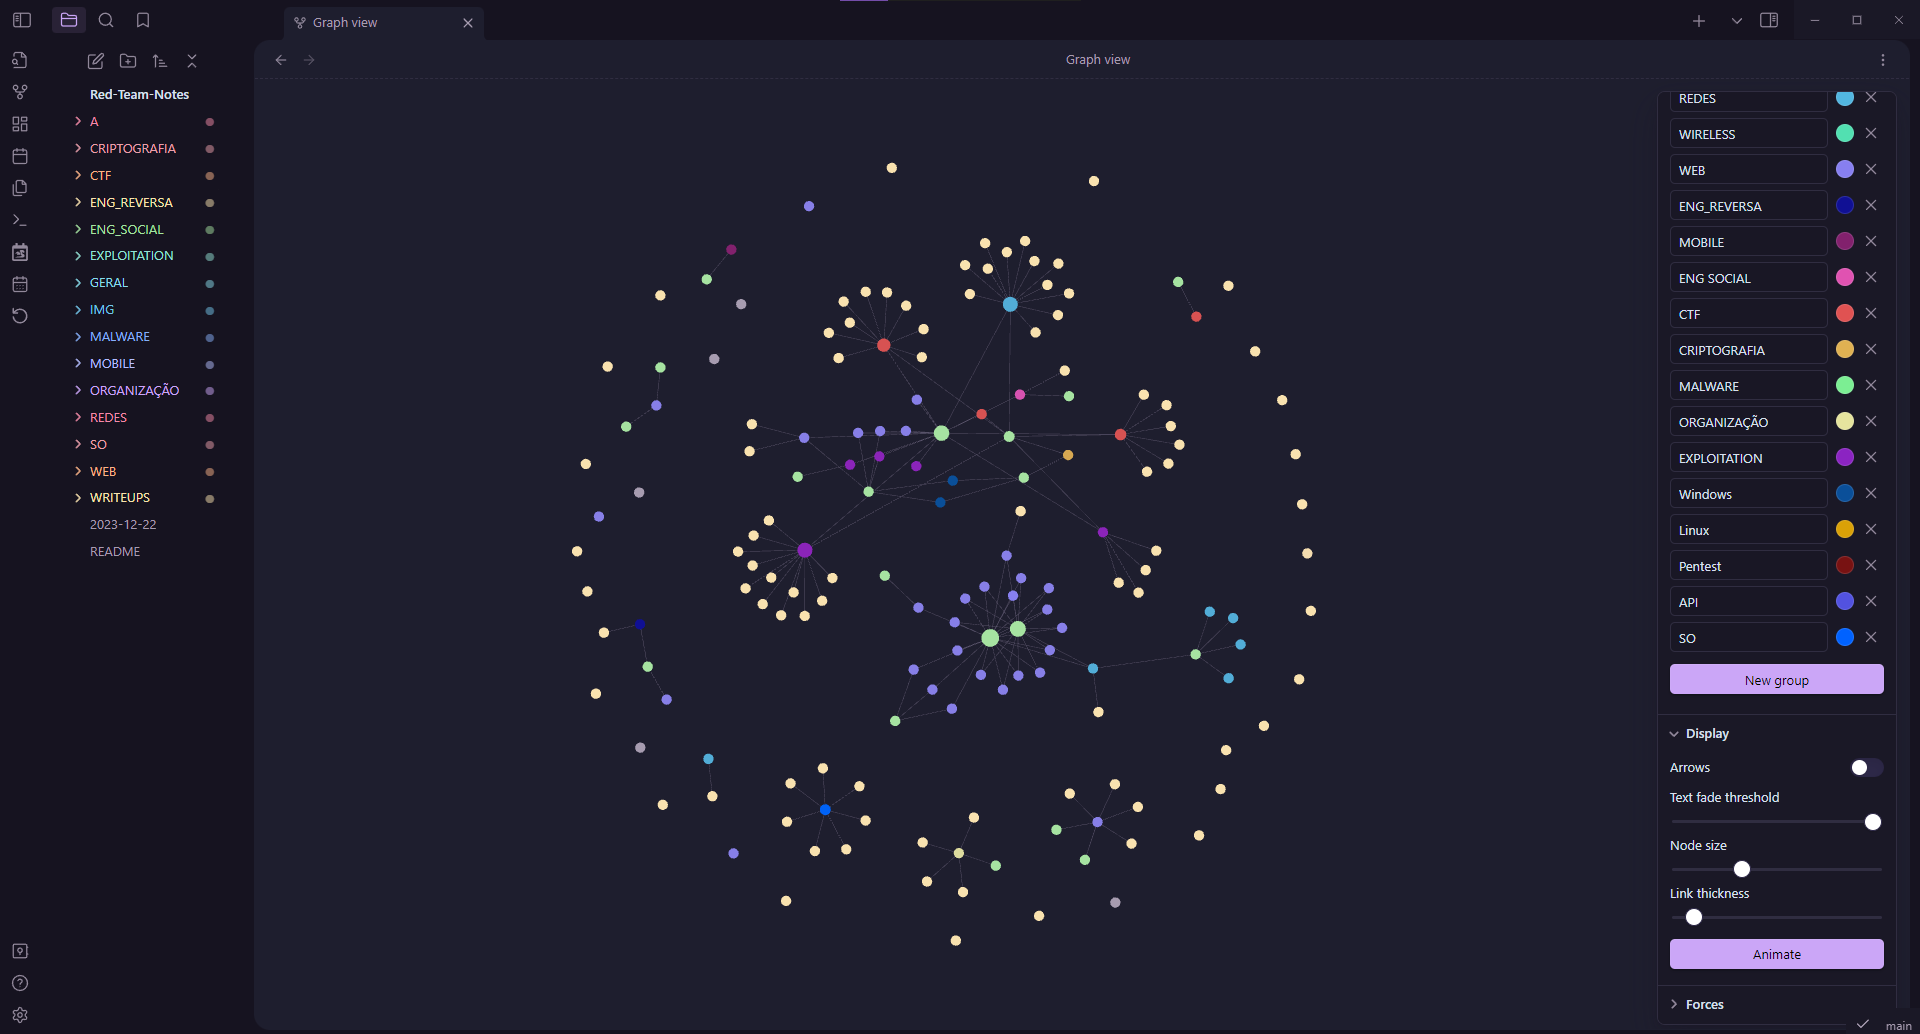 Graph view
Graph view
Red-Team-Notes
A
CRIPTOGRAFIA
CTF
ENG_REVERSA
ENG_SOCIAL
EXPLOITATION
GERAL
IMG
MALWARE
MOBILE
ORGANIZAÇÃO
REDES
SO
WEB
WRITEUPS
2023-12-22
README
REDES
WIRELESS
WEB
ENG_REVERSA
MOBILE
ENG SOCIAL
CTF
CRIPTOGRAFIA
MALWARE
ORGANIZAÇÃO
EXPLOITATION
Windows
Linux
Pentest
API
SO
New group
Display
Arrows
Text fade threshold
Node size
Link thickness
Animate
Forces
main